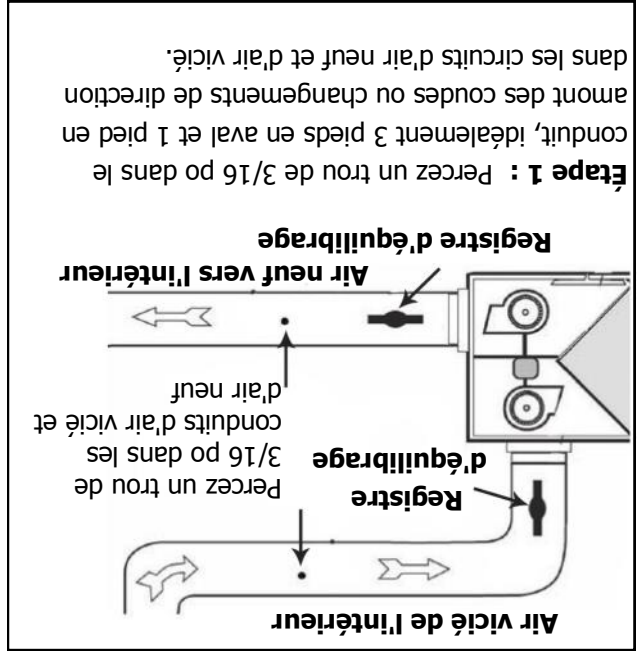 Air vicié de l'intérieur
Registre
d'équilibrage
Percez un trou de
3/16 po dans les
conduits d'air vicié et
d'air neuf
Air neuf vers l'intérieur
Registre d'équilibrage
Étape 1 : Percez un trou de 3/16 po dans le
conduit, idéalement 3 pieds en aval et 1 pied en
amont des coudes ou changements de direction
dans les circuits d'air neuf et d'air vicié.